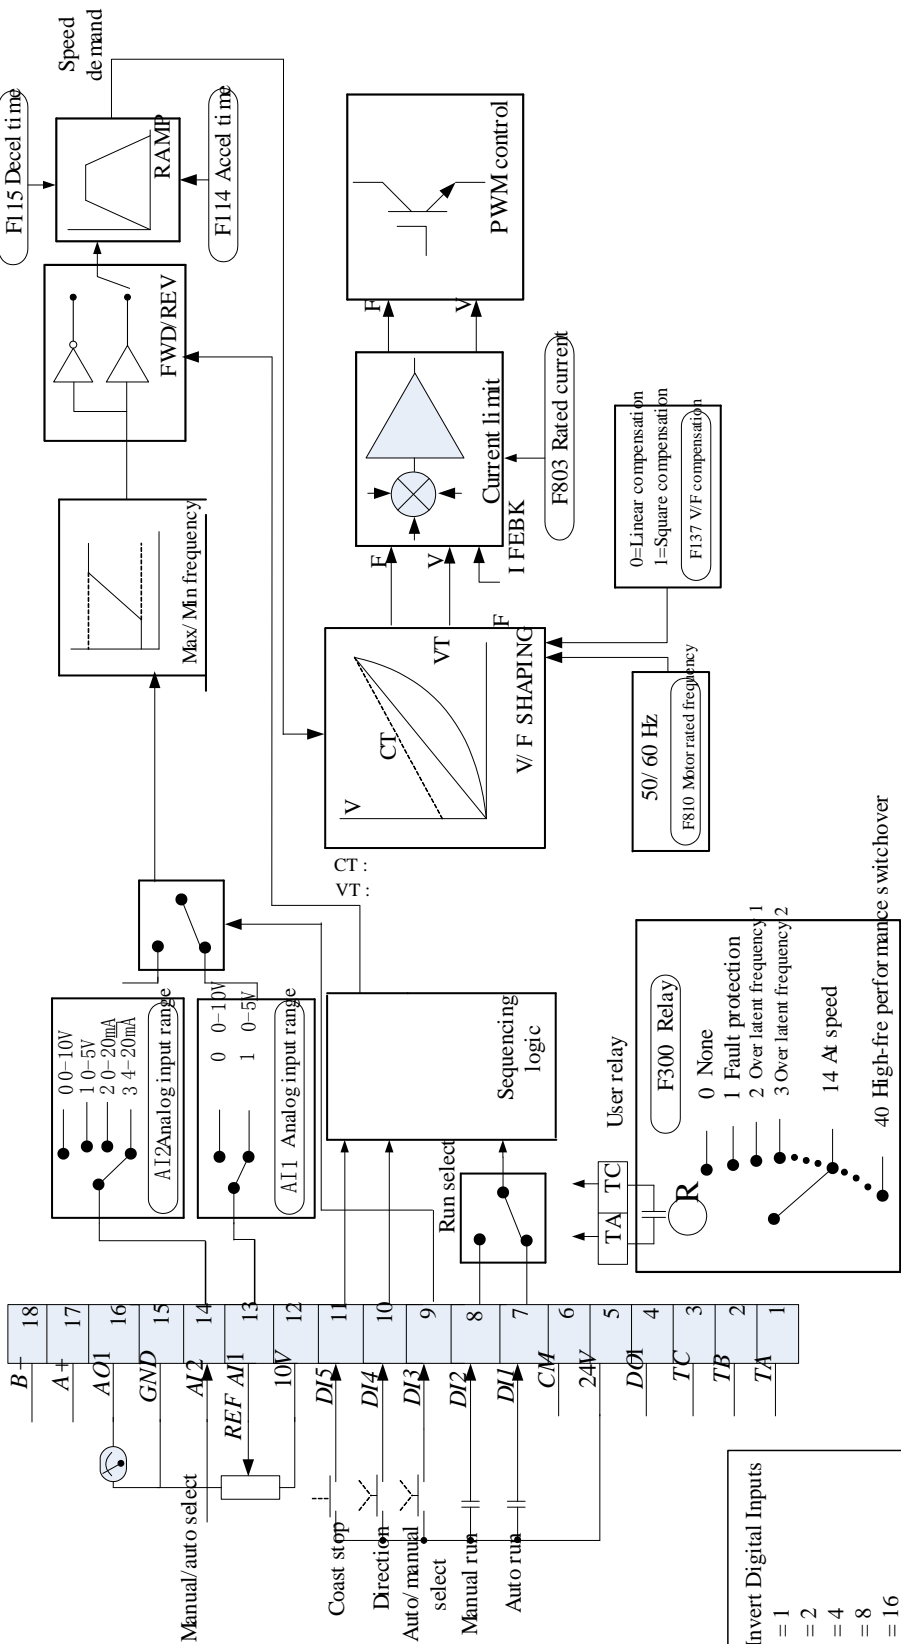 F115 Decel time
Speed
demand
RAMP
F114 Accel time
FWD/REV
Max/Min frequency
PWM control
F
V
Current limit
F803 Rated current
I FEBK
F
V
0=Linear compensation
1=Square compensation
F137 V/F compensation
V
CT
VT
F
V/F SHAPING
50/60 Hz
F810 Motor rated frequency
CT :
VT :
0 0-10V
1 0-5V
2 0-20mA
3 4-20mA
AI2Analog input range
0 0-10V
1 0-5V
AI1 Analog input range
Sequencing
logic
Run select
User relay
TA
TC
F300 Relay
R
0 None
1 Fault protection
2 Over latent frequency 1
3 Over latent frequency 2
14 At speed
40 High-fre performance switchover
B- 18
A+ 17
AO1 16
GND 15
AI2 14
REF AI1 13
10V 12
DI5 11
DI4 10
DI3 9
DI2 8
DI1 7
CM 6
24V 5
DO1 4
TC 3
TB 2
TA 1
Manual/auto select
Coast stop
Direction
Auto/manual
select
Manual run
Auto run
Invert Digital Inputs
= 1
= 2
= 4
= 8
= 16